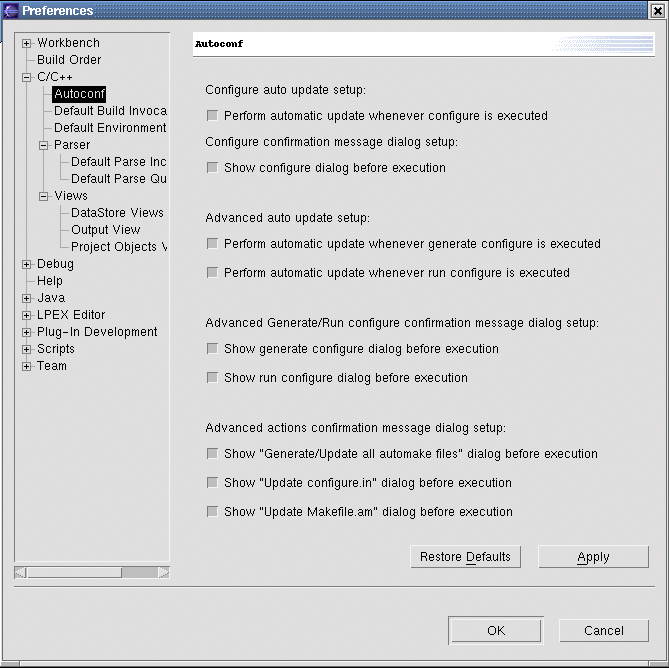 Preferences
Workbench
Build Order
C/C++
Autoconf
Default Build Invoca
Default Environment
Parser
Default Parse Inc
Default Parse Qu
Views
DataStore Views
Output View
Project Objects V
Debug
Help
Java
LPEX Editor
Plug-In Development
Scripts
Team
Autoconf
Configure auto update setup:
Perform automatic update whenever configure is executed
Configure confirmation message dialog setup:
Show configure dialog before execution
Advanced auto update setup:
Perform automatic update whenever generate configure is executed
Perform automatic update whenever run configure is executed
Advanced Generate/Run configure confirmation message dialog setup:
Show generate configure dialog before execution
Show run configure dialog before execution
Advanced actions confirmation message dialog setup:
Show "Generate/Update all automake files" dialog before execution
Show "Update configure.in" dialog before execution
Show "Update Makefile.am" dialog before execution
Restore Defaults
Apply
OK
Cancel